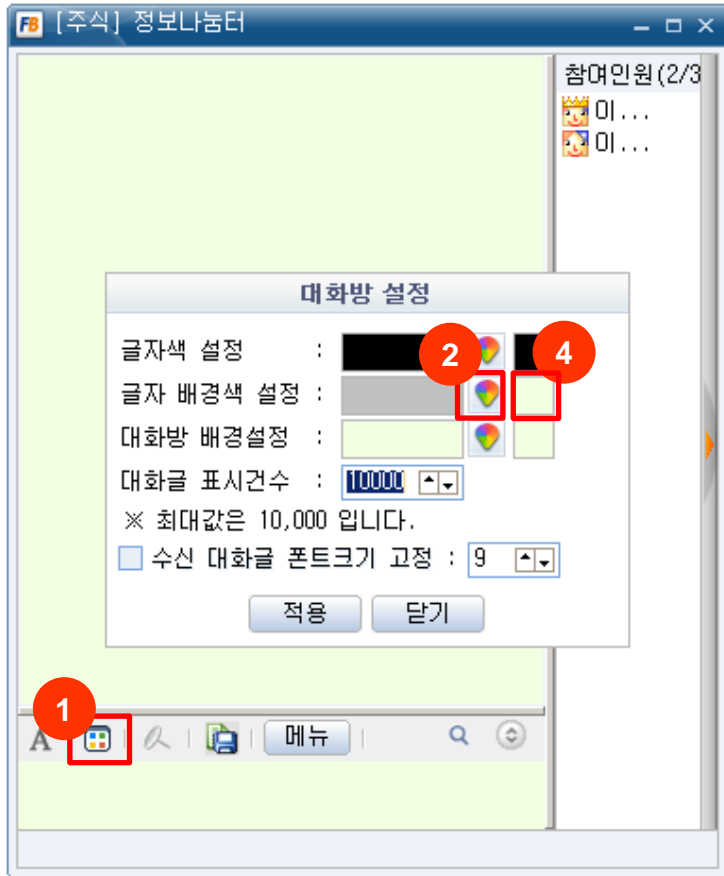 FB [주식] 정보나눔터
참여인원(2/3
이...
이...
대화방 설정
글자색 설정 :
2
4
글자 배경색 설정 :
대화방 배경설정 :
대화글 표시건수 : 10000
※ 최대값은 10,000 입니다.
수신 대화글 폰트크기 고정 : 9
적용 닫기
1
A 메뉴